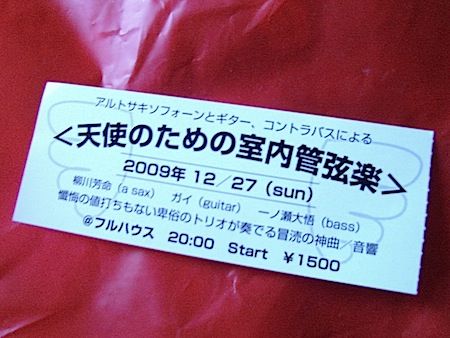 アルトサキソフォーンとギター、コントラバスによる
＜天使のための室内管弦楽＞
2009年 12／27（sun）
柳川芳命（a sax） ガイ（guitar） 一ノ瀬大悟（bass）
懺悔の値打ちもない卑俗のトリオが奏でる冒涜の神曲／音響
＠フルハウス 20:00 Start ￥1500